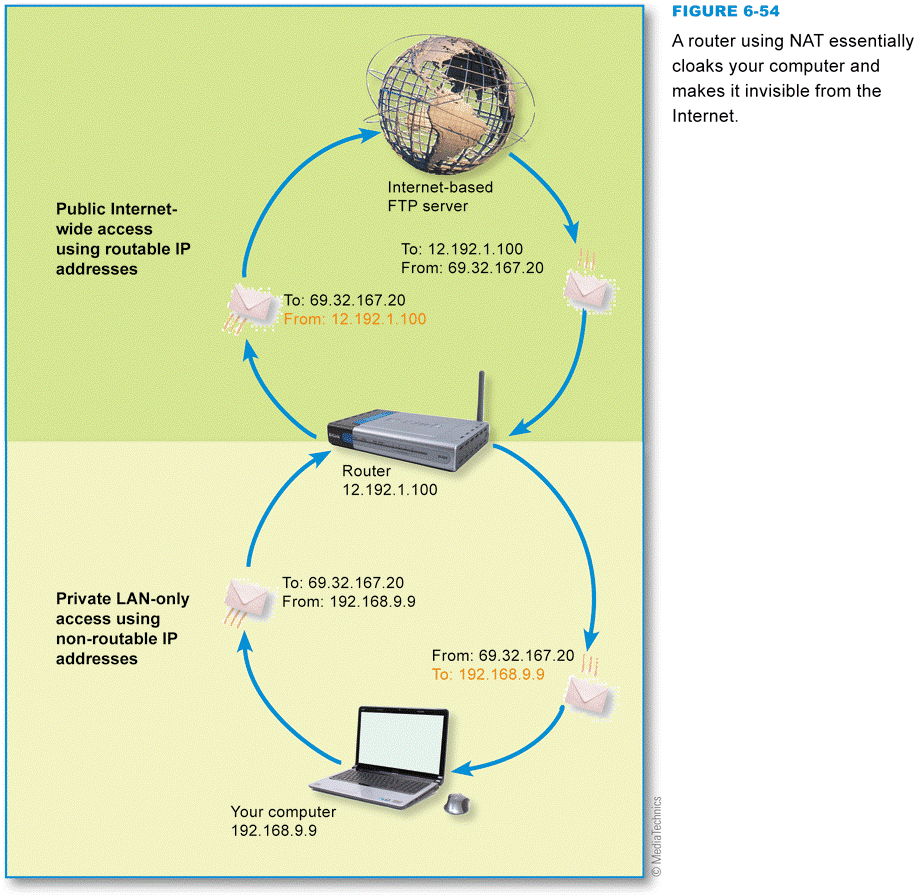 FIGURE 6-54
A router using NAT essentially
cloaks your computer and
makes it invisible from the
Internet.
Internet-based
FTP server
Public Internet-
wide access
using routable IP
addresses
To: 12.192.1.100
From: 69.32.167.20
To: 69.32.167.20
From: 12.192.1.100
Router
12.192.1.100
To: 69.32.167.20
From: 192.168.9.9
Private LAN-only
access using
non-routable IP
addresses
From: 69.32.167.20
To: 192.168.9.9
Your computer
192.168.9.9
© MediaTechnics